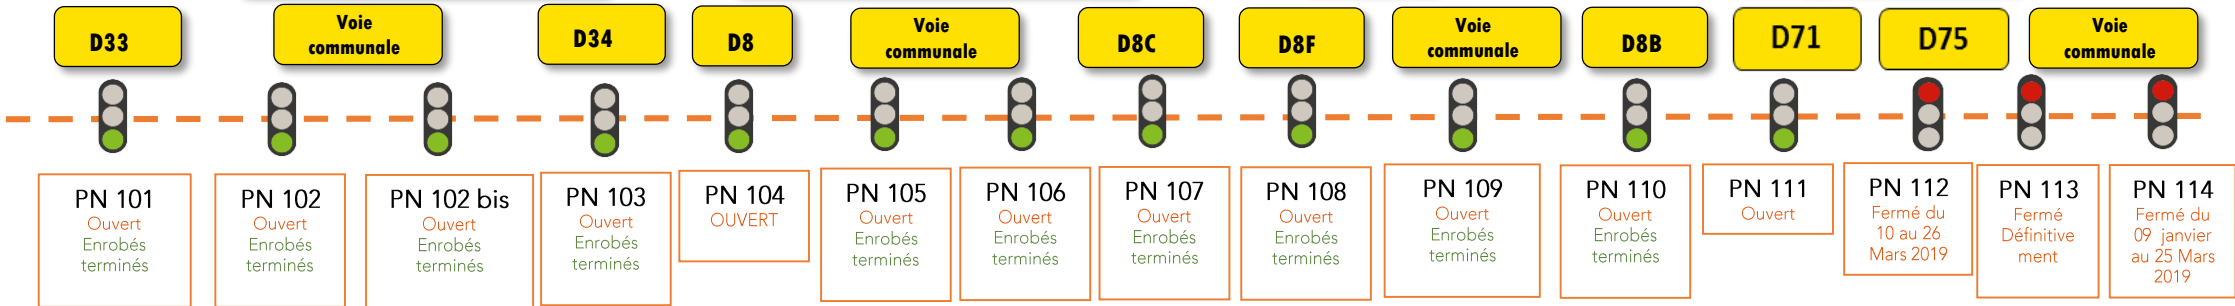 D33
Voie
communale
D34
D8
Voie
communale
D8C
D8F
Voie
communale
D8B
D71
D75
Voie
communale
PN 101
Ouvert
Enrobés
terminés
PN 102
Ouvert
Enrobés
terminés
PN 102 bis
Ouvert
Enrobés
terminés
PN 103
Ouvert
Enrobés
terminés
PN 104
OUVERT
PN 105
Ouvert
Enrobés
terminés
PN 106
Ouvert
Enrobés
terminés
PN 107
Ouvert
Enrobés
terminés
PN 108
Ouvert
Enrobés
terminés
PN 109
Ouvert
Enrobés
terminés
PN 110
Ouvert
Enrobés
terminés
PN 111
Ouvert
PN 112
Fermé du
10 au 26
Mars 2019
PN 113
Fermé
Définitive
ment
PN 114
Fermé du
09 janvier
au 25 Mars
2019